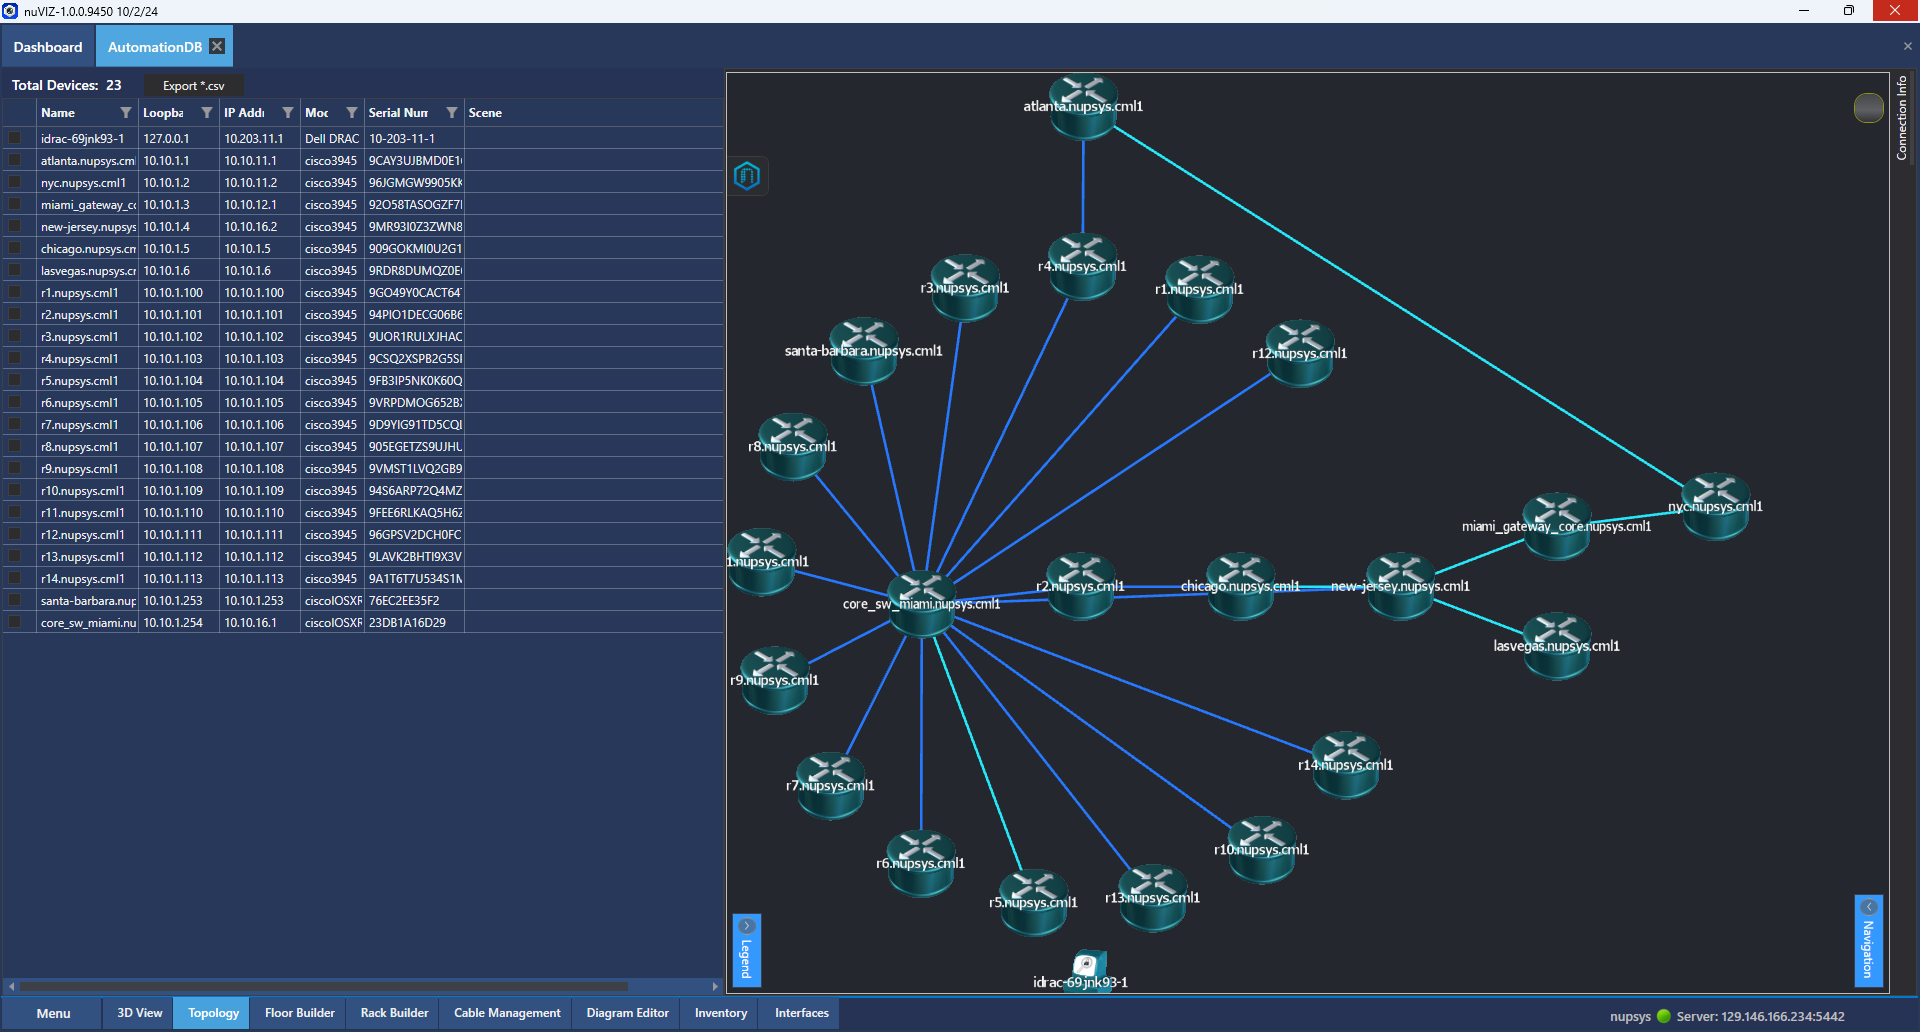 nuVIZ-1.0.0.9450 10/2/24
Dashboard AutomationDB
Total Devices: 23 Export *.csv
Name Loopba IP Addr Moc Serial Num Scene
idrac-69jnk93-1 127.0.0.1 10.203.11.1 Dell DRAC 10-203-11-1
atlanta.nupsys.cml 10.10.1.1 10.10.11.1 cisco3945 9CAY3UJBMD0E1
nyc.nupsys.cml1 10.10.1.2 10.10.11.2 cisco3945 96JGMGW9905KK
miami_gateway_cc 10.10.1.3 10.10.12.1 cisco3945 92O58TASOGZF7
new-jersey.nupsys 10.10.1.4 10.10.16.2 cisco3945 9MR93I0Z3ZWN8
chicago.nupsys.cm 10.10.1.5 10.10.1.5 cisco3945 909GOKMI0U2G1
lasvegas.nupsys.cr 10.10.1.6 10.10.1.6 cisco3945 9RDR8DUMQZ0E
r1.nupsys.cml1 10.10.1.100 10.10.1.100 cisco3945 9GO49Y0CACT64
r2.nupsys.cml1 10.10.1.101 10.10.1.101 cisco3945 94PIO1DECG06B6
r3.nupsys.cml1 10.10.1.102 10.10.1.102 cisco3945 9UOR1RULXJHAC
r4.nupsys.cml1 10.10.1.103 10.10.1.103 cisco3945 9CSQ2XSPB2G5S
r5.nupsys.cml1 10.10.1.104 10.10.1.104 cisco3945 9FB3IP5NK0K60Q
r6.nupsys.cml1 10.10.1.105 10.10.1.105 cisco3945 9VRPDMOG652B
r7.nupsys.cml1 10.10.1.106 10.10.1.106 cisco3945 9D9YIG91TD5CQ
r8.nupsys.cml1 10.10.1.107 10.10.1.107 cisco3945 905EGETZS9UJHU
r9.nupsys.cml1 10.10.1.108 10.10.1.108 cisco3945 9VMST1LVQ2GB9
r10.nupsys.cml1 10.10.1.109 10.10.1.109 cisco3945 94S6ARP72Q4MZ
r11.nupsys.cml1 10.10.1.110 10.10.1.110 cisco3945 9FEE6RLKAQ5H6Z
r12.nupsys.cml1 10.10.1.111 10.10.1.111 cisco3945 96GPSV2DCH0FC
r13.nupsys.cml1 10.10.1.112 10.10.1.112 cisco3945 9LAVK2BHTI9X3V
r14.nupsys.cml1 10.10.1.113 10.10.1.113 cisco3945 9A1T6T7U534S1
santa-barbara.nup 10.10.1.253 10.10.1.253 ciscoIOSXR 76EC2EE35F2
core_sw_miami.nu 10.10.1.254 10.10.16.1 ciscoIOSXR 23DB1A16D29
atlanta.nupsys.cml1
r4.nupsys.cml1
r3.nupsys.cml1
r1.nupsys.cml1
santa-barbara.nupsys.cml1
r12.nupsys.cml1
r8.nupsys.cml1
nyc.nupsys.cml1
miami_gateway_core.nupsys.cml1
1.nupsys.cml1
r2.nupsys.cml1
chicago.nupsys.cml1
new-jersey.nupsys.cml1
core_sw_miami.nupsys.cml1
lasvegas.nupsys.cml1
r9.nupsys.cml1
r14.nupsys.cml1
r7.nupsys.cml1
r10.nupsys.cml1
r6.nupsys.cml1
r13.nupsys.cml1
r5.nupsys.cml1
idrac-69jnk93-1
Connection Info
Legend
Navigation
Menu 3D View Topology Floor Builder Rack Builder Cable Management Diagram Editor Inventory Interfaces
nupsys Server: 129.146.166.234:5442